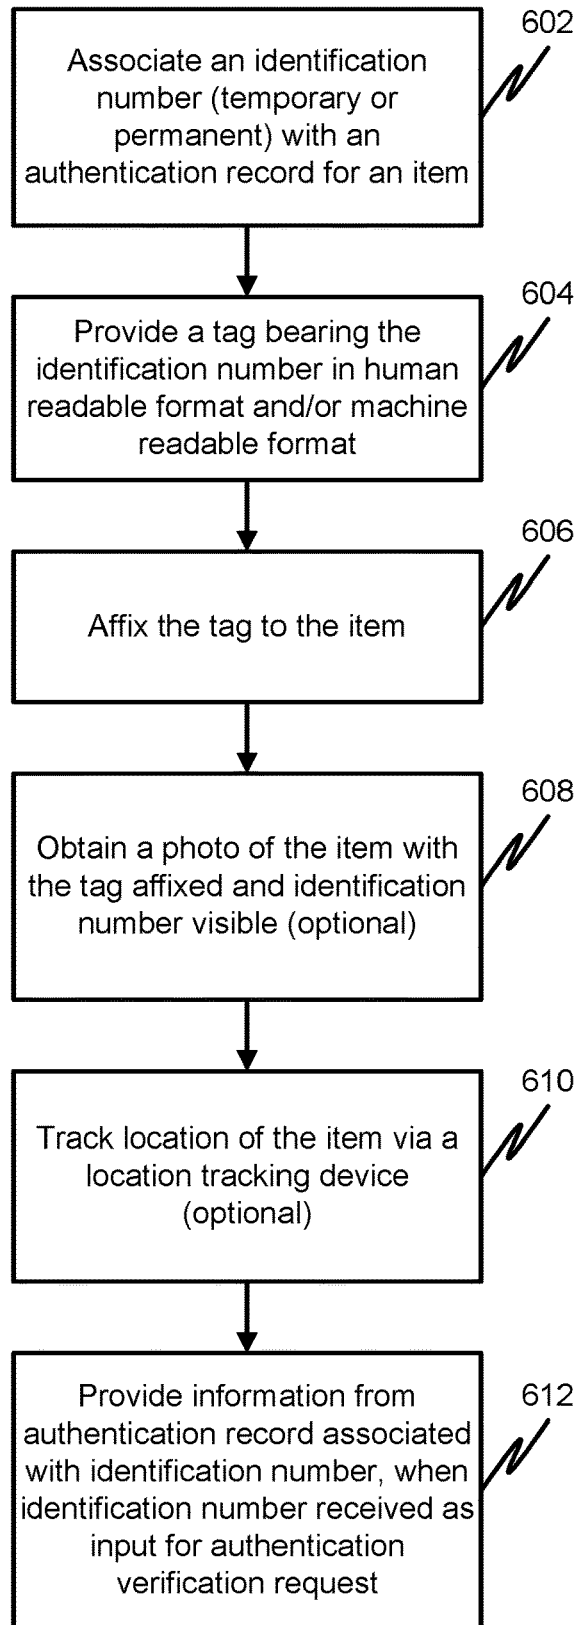 602
Associate an identification
number (temporary or
permanent) with an
authentication record for an item
604
Provide a tag bearing the
identification number in human
readable format and/or machine
readable format
606
Affix the tag to the item
608
Obtain a photo of the item with
the tag affixed and identification
number visible (optional)
610
Track location of the item via a
location tracking device
(optional)
612
Provide information from
authentication record associated
with identification number, when
identification number received as
input for authentication
verification request